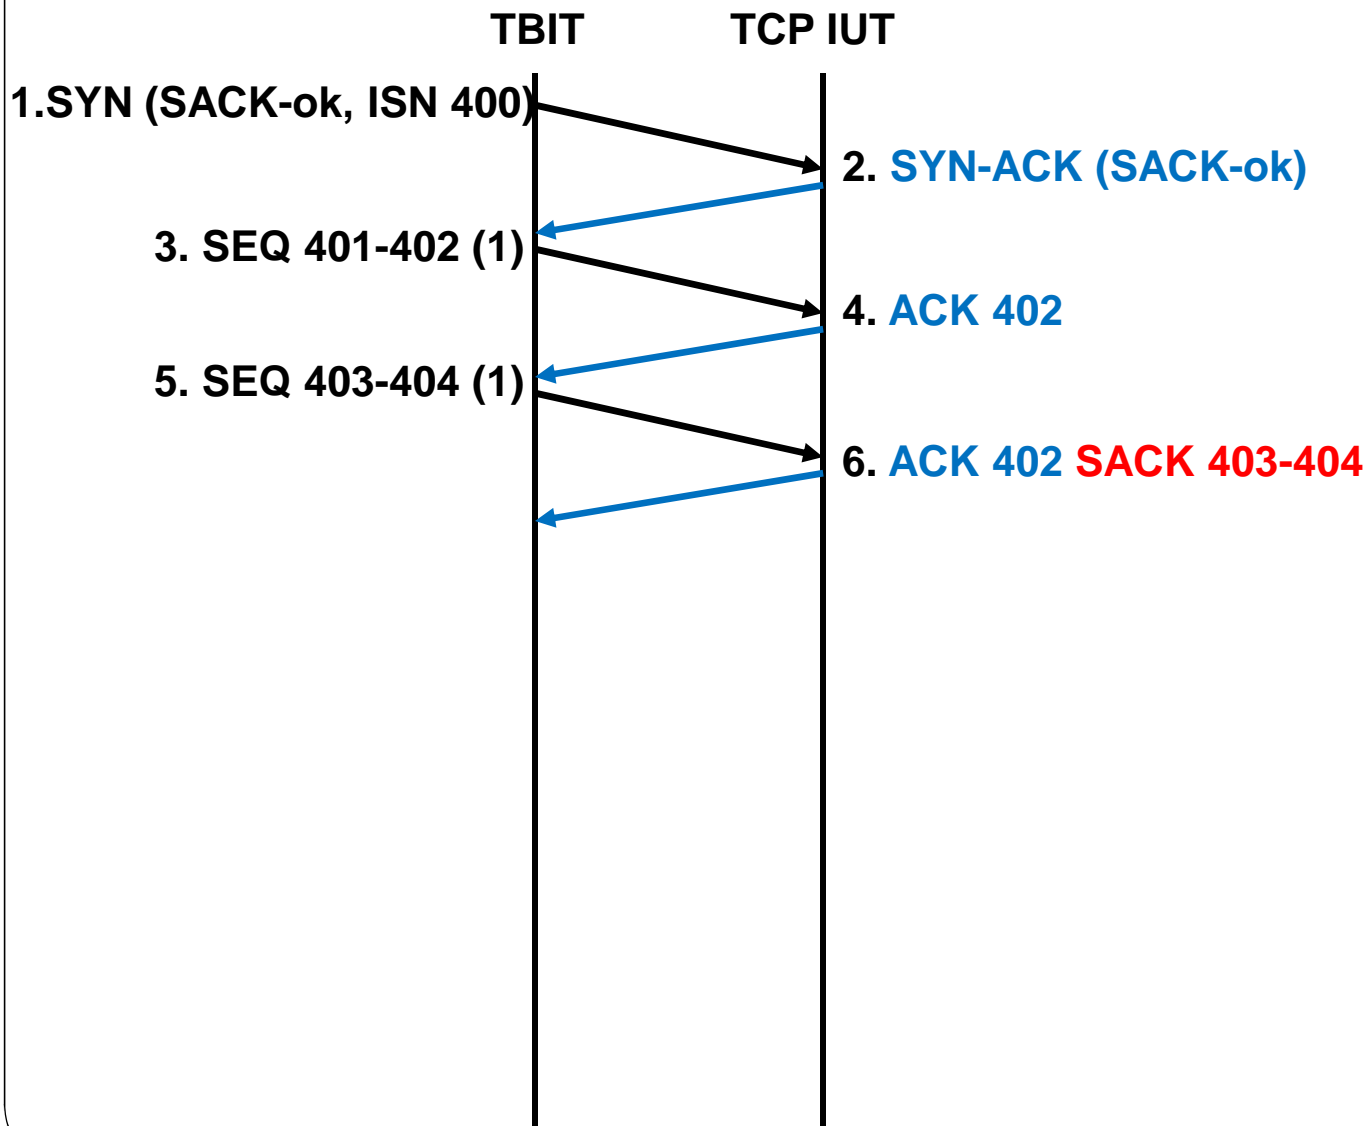 TBIT TCP IUT
1.SYN (SACK-ok, ISN 400)
2. SYN-ACK (SACK-ok)
3. SEQ 401-402 (1)
4. ACK 402
5. SEQ 403-404 (1)
6. ACK 402 SACK 403-404